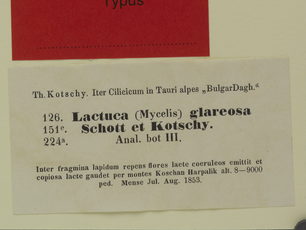 Typus
Th. Kotschy. Iter Cilicicum in Tauri alpes „BulgarDagh.“
126. Lactuca (Mycelis) glareosa
151c. Schott et Kotschy.
224a. Anal. bot III.
Inter fragmina lapidum repens flores lacte coeruleos emittit et
copiosa lacte gaudet per montes Koschan Harpalik alt. 8—9000
ped. Mense Jul. Aug. 1853.